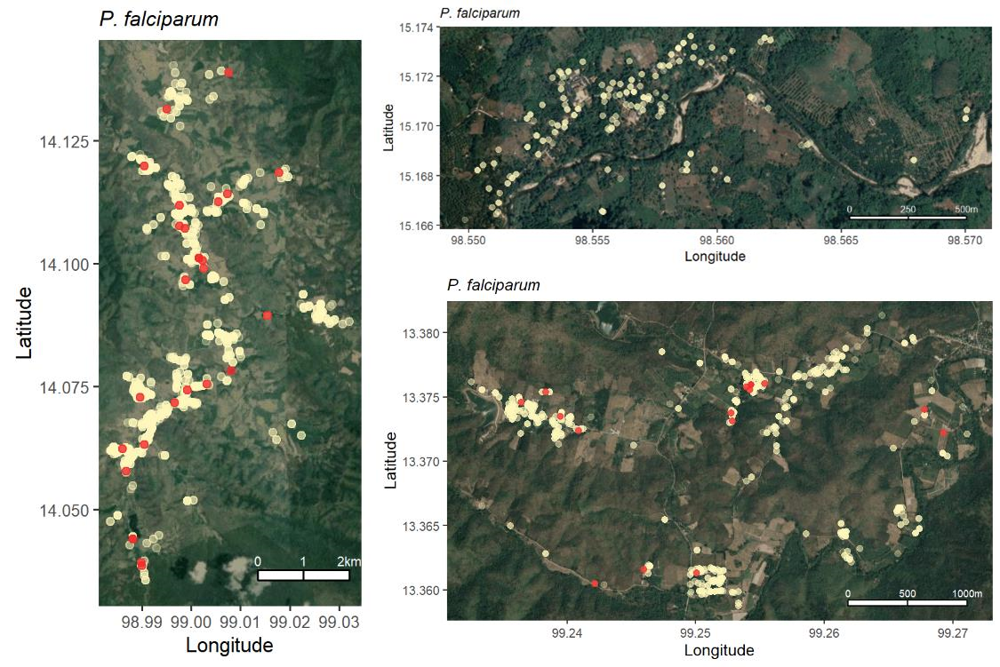 P. falciparum
Latitude
14.125
14.100
14.075
14.050
0 1 2km
98.99 99.00 99.01 99.02 99.03
Longitude
P. falciparum
Latitude
15.174
15.172
15.170
15.168
15.166
0 250 500m
98.550 98.555 98.560 98.565 98.570
Longitude
P. falciparum
Latitude
13.380
13.375
13.370
13.365
13.360
0 500 1000m
99.24 99.25 99.26 99.27
Longitude